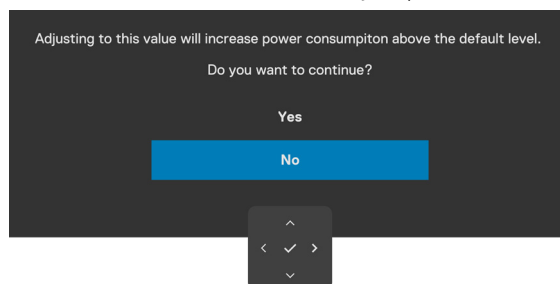 Adjusting to this value will increase power consumpiton above the default level.
Do you want to continue?
Yes
No